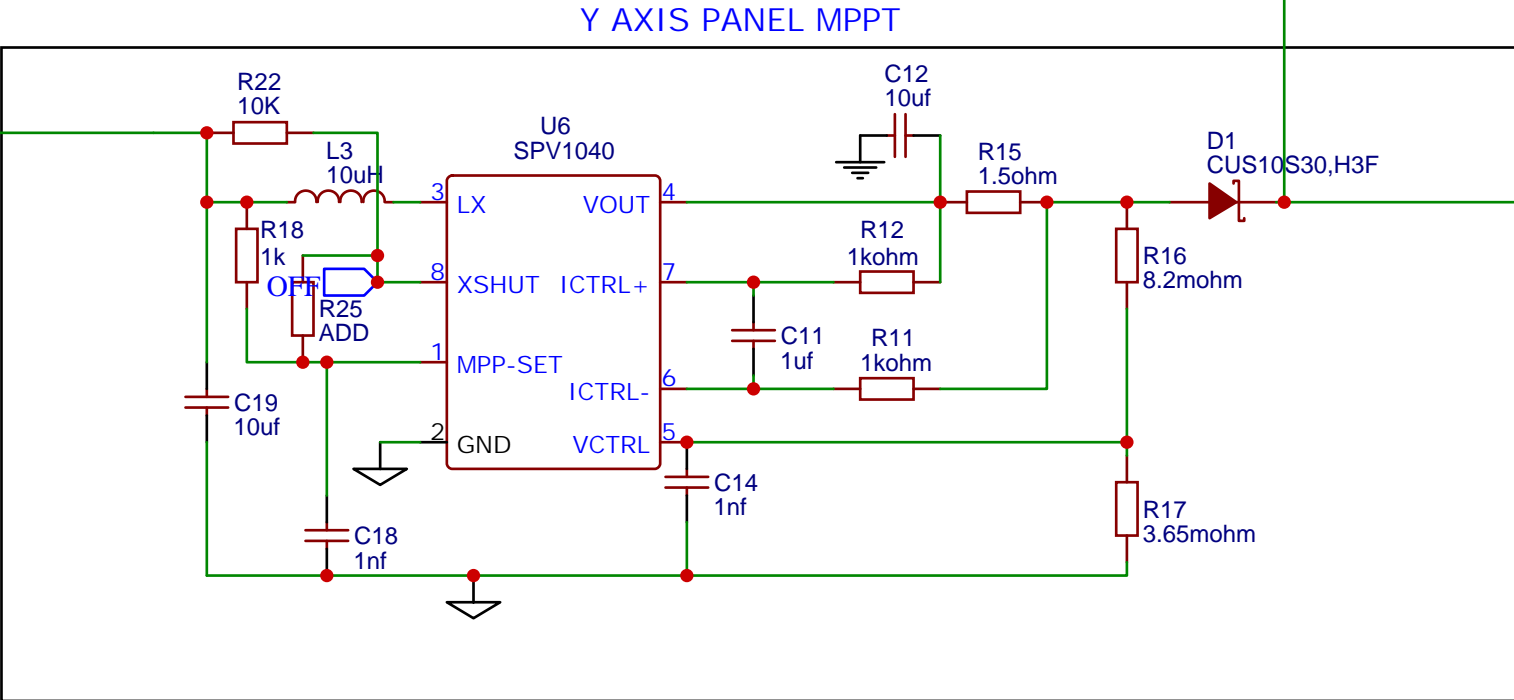 Y AXIS PANEL MPPT
R22
10K
L3
10uH
R18
1k
OFF
R25
ADD
C19
10uf
C18
1nf
U6
SPV1040
3
LX
8
XSHUT
1
MPP-SET
2
GND
VOUT
4
ICTRL+
7
ICTRL-
6
VCTRL
5
C12
10uf
R15
1.5ohm
R12
1kohm
C11
1uf
R11
1kohm
C14
1nf
D1
CUS10S30,H3F
R16
8.2mohm
R17
3.65mohm